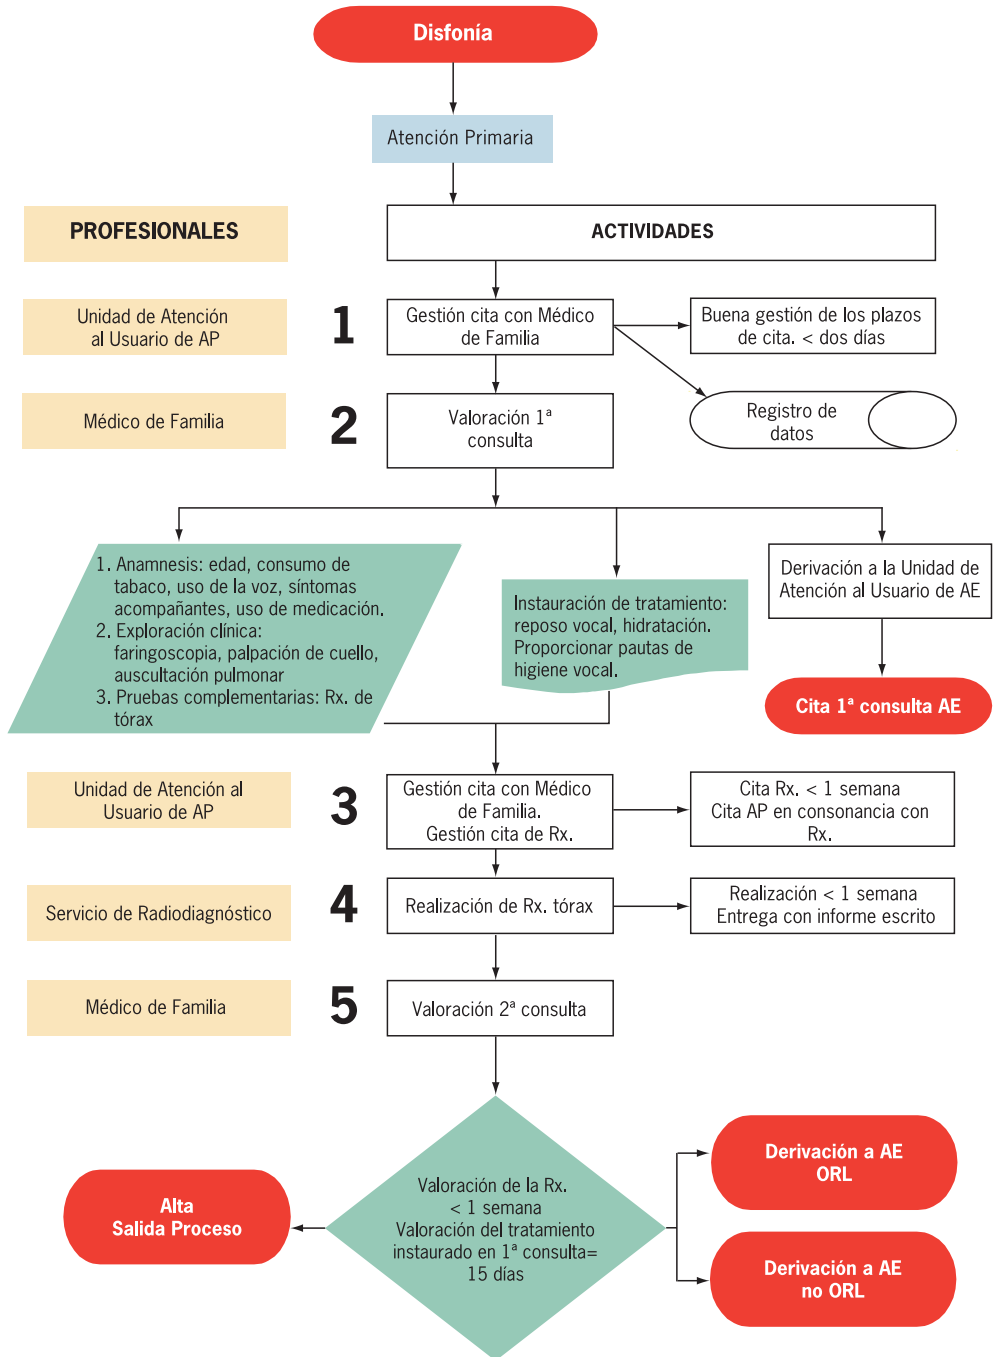 Disfonía
Atención Primaria
PROFESIONALES
ACTIVIDADES
Unidad de Atención
al Usuario de AP
1
Gestión cita con Médico
de Familia
Buena gestión de los plazos
de cita. < dos días
Médico de Familia
2
Valoración 1ª
consulta
Registro de
datos
1. Anamnesis: edad, consumo de
tabaco, uso de la voz, síntomas
acompañantes, uso de medicación.
2. Exploración clínica:
faringoscopia, palpación de cuello,
auscultación pulmonar
3. Pruebas complementarias: Rx. de
tórax
Instauración de tratamiento:
reposo vocal, hidratación.
Proporcionar pautas de
higiene vocal.
Derivación a la Unidad de
Atención al Usuario de AE
Cita 1ª consulta AE
Unidad de Atención al
Usuario de AP
3
Gestión cita con Médico
de Familia.
Gestión cita de Rx.
Cita Rx. < 1 semana
Cita AP en consonancia con
Rx.
Servicio de Radiodiagnóstico
4
Realización de Rx. tórax
Realización < 1 semana
Entrega con informe escrito
Médico de Familia
5
Valoración 2ª consulta
Valoración de la Rx.
< 1 semana
Valoración del tratamiento
instaurado en 1ª consulta=
15 días
Alta
Salida Proceso
Derivación a AE
ORL
Derivación a AE
no ORL